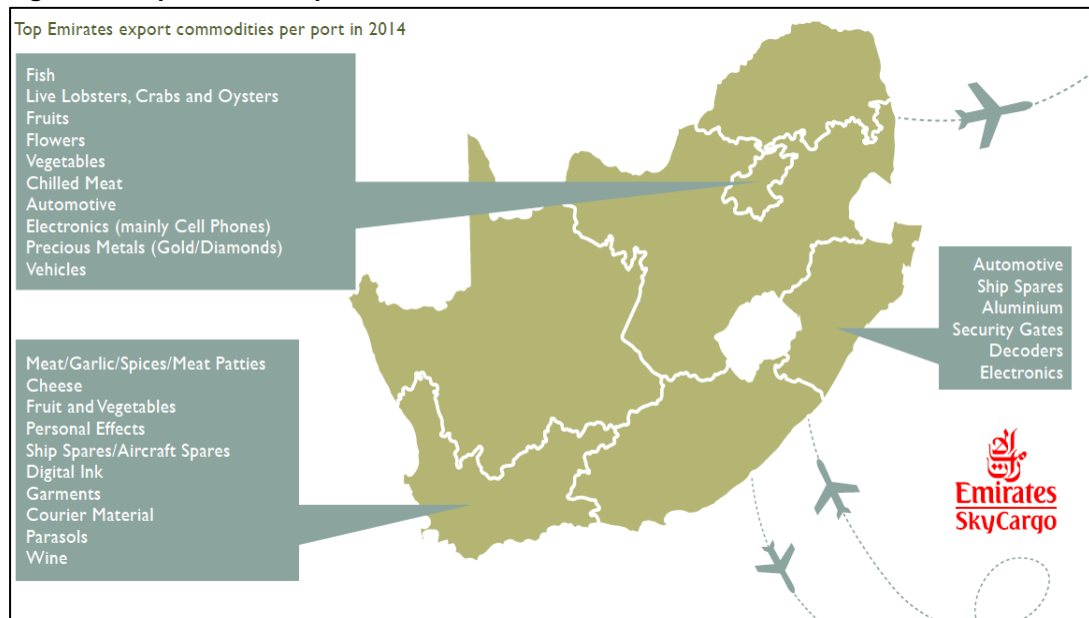 Top Emirates export commodities per port in 2014
Fish
Live Lobsters, Crabs and Oysters
Fruits
Flowers
Vegetables
Chilled Meat
Automotive
Electronics (mainly Cell Phones)
Precious Metals (Gold/Diamonds)
Vehicles
Automotive
Ship Spares
Aluminium
Security Gates
Decoders
Electronics
Meat/Garlic/Spices/Meat Patties
Cheese
Fruit and Vegetables
Personal Effects
Ship Spares/Aircraft Spares
Digital Ink
Garments
Courier Material
Parasols
Wine
Emirates
SkyCargo